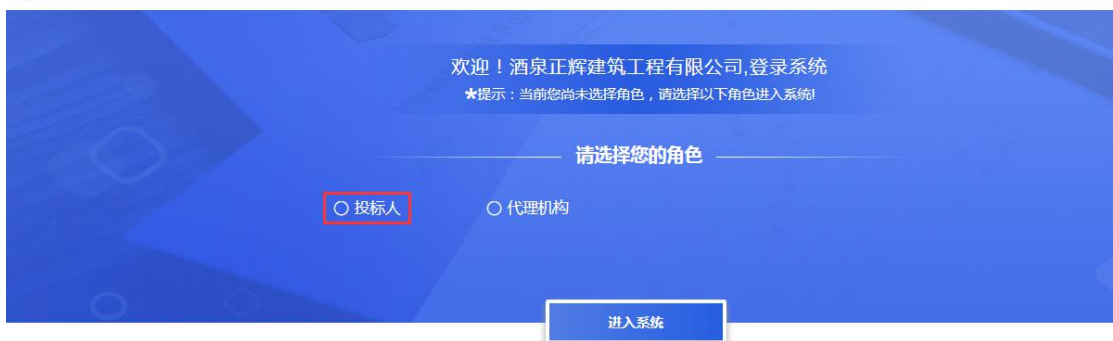 欢迎！酒泉正辉建筑工程有限公司,登录系统
★提示：当前您尚未选择角色，请选择以下角色进入系统!
请选择您的角色
投标人 代理机构
进入系统